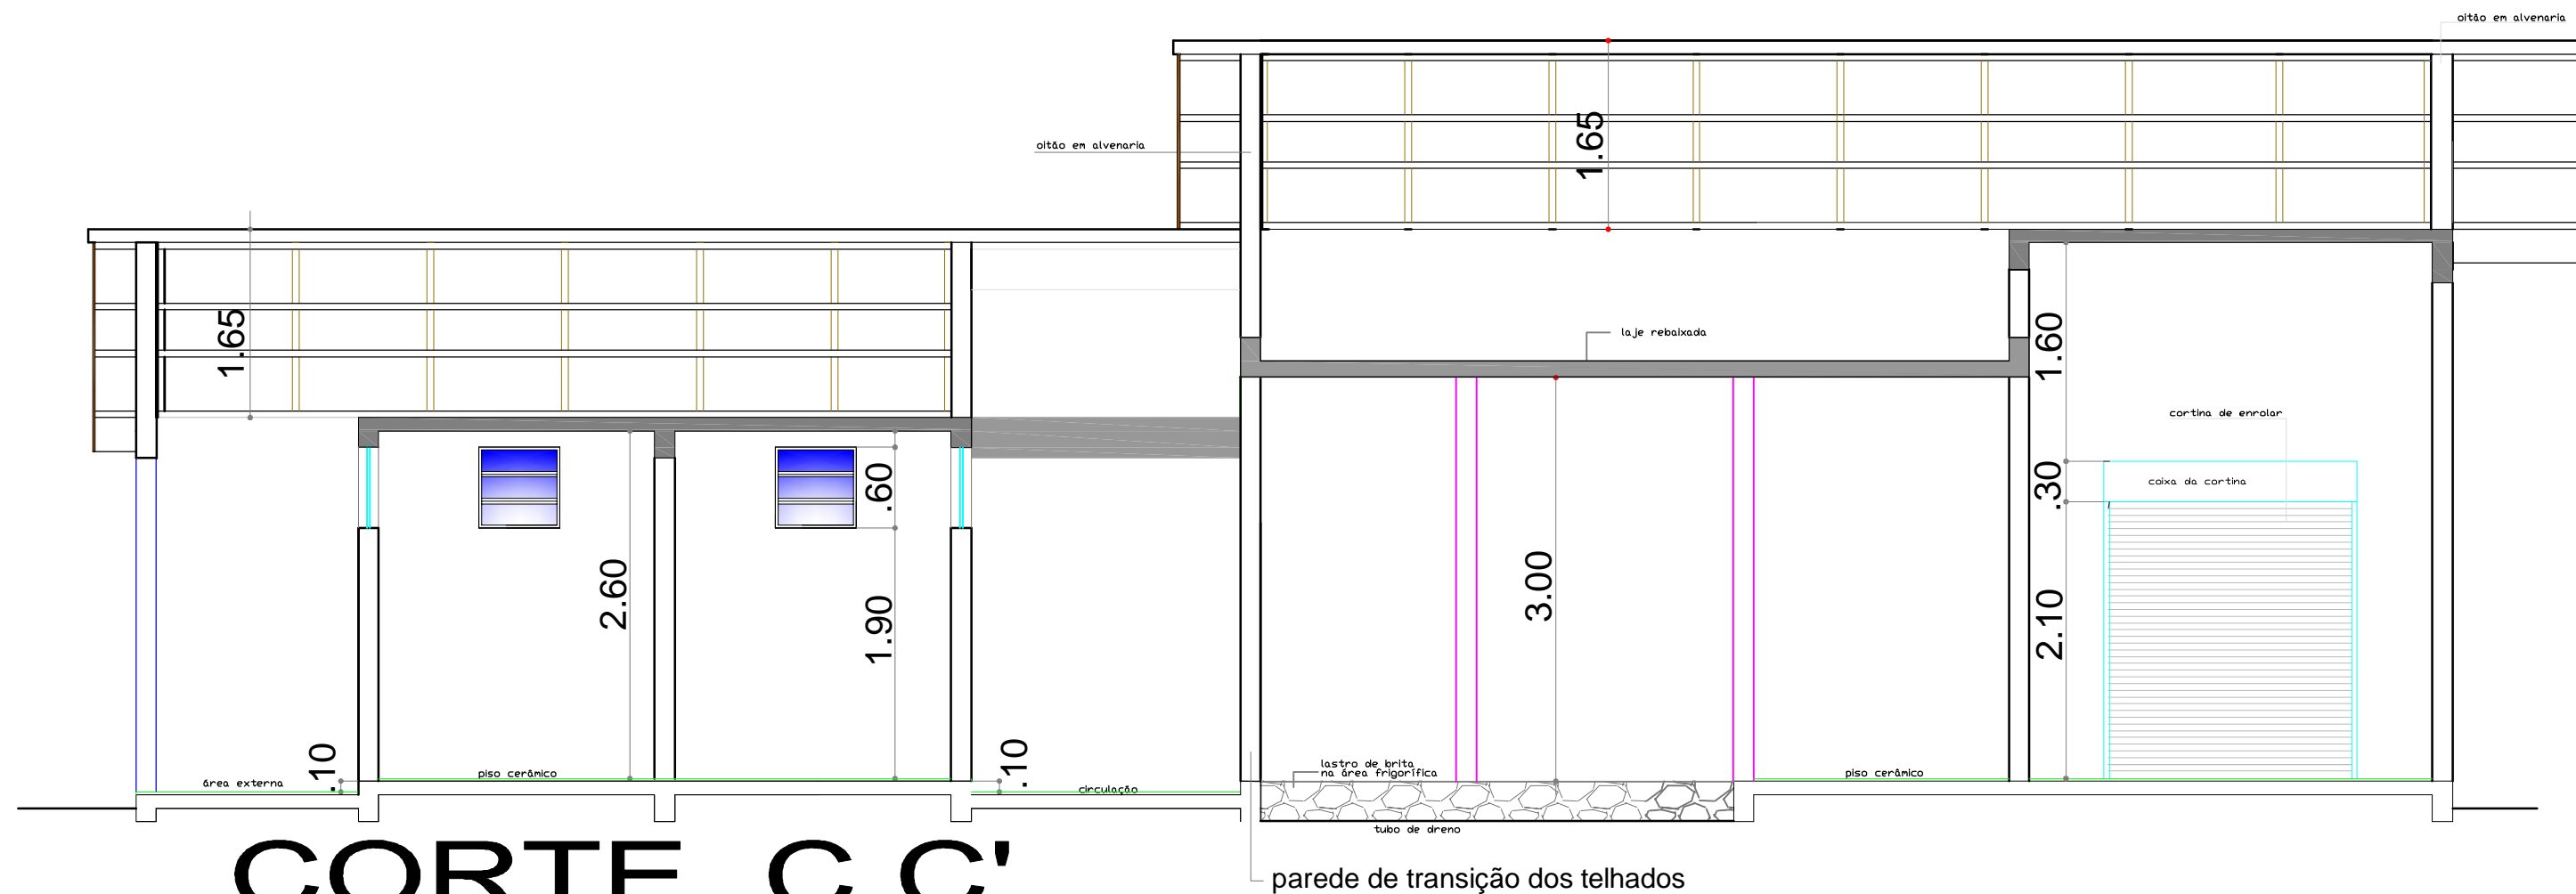 oitão em alvenaria
oitão em alvenaria
1.65
1.65
laje rebaixada
1.60
cortina de enrolar
.30
coixa da cortina
.60
2.60
1.90
3.00
2.10
.10
.10
área externa
piso cerâmico
circulação
lastro de brita
na área frigorífica
piso cerâmico
tubo de dreno
CORTE C C'
parede de transição dos telhados